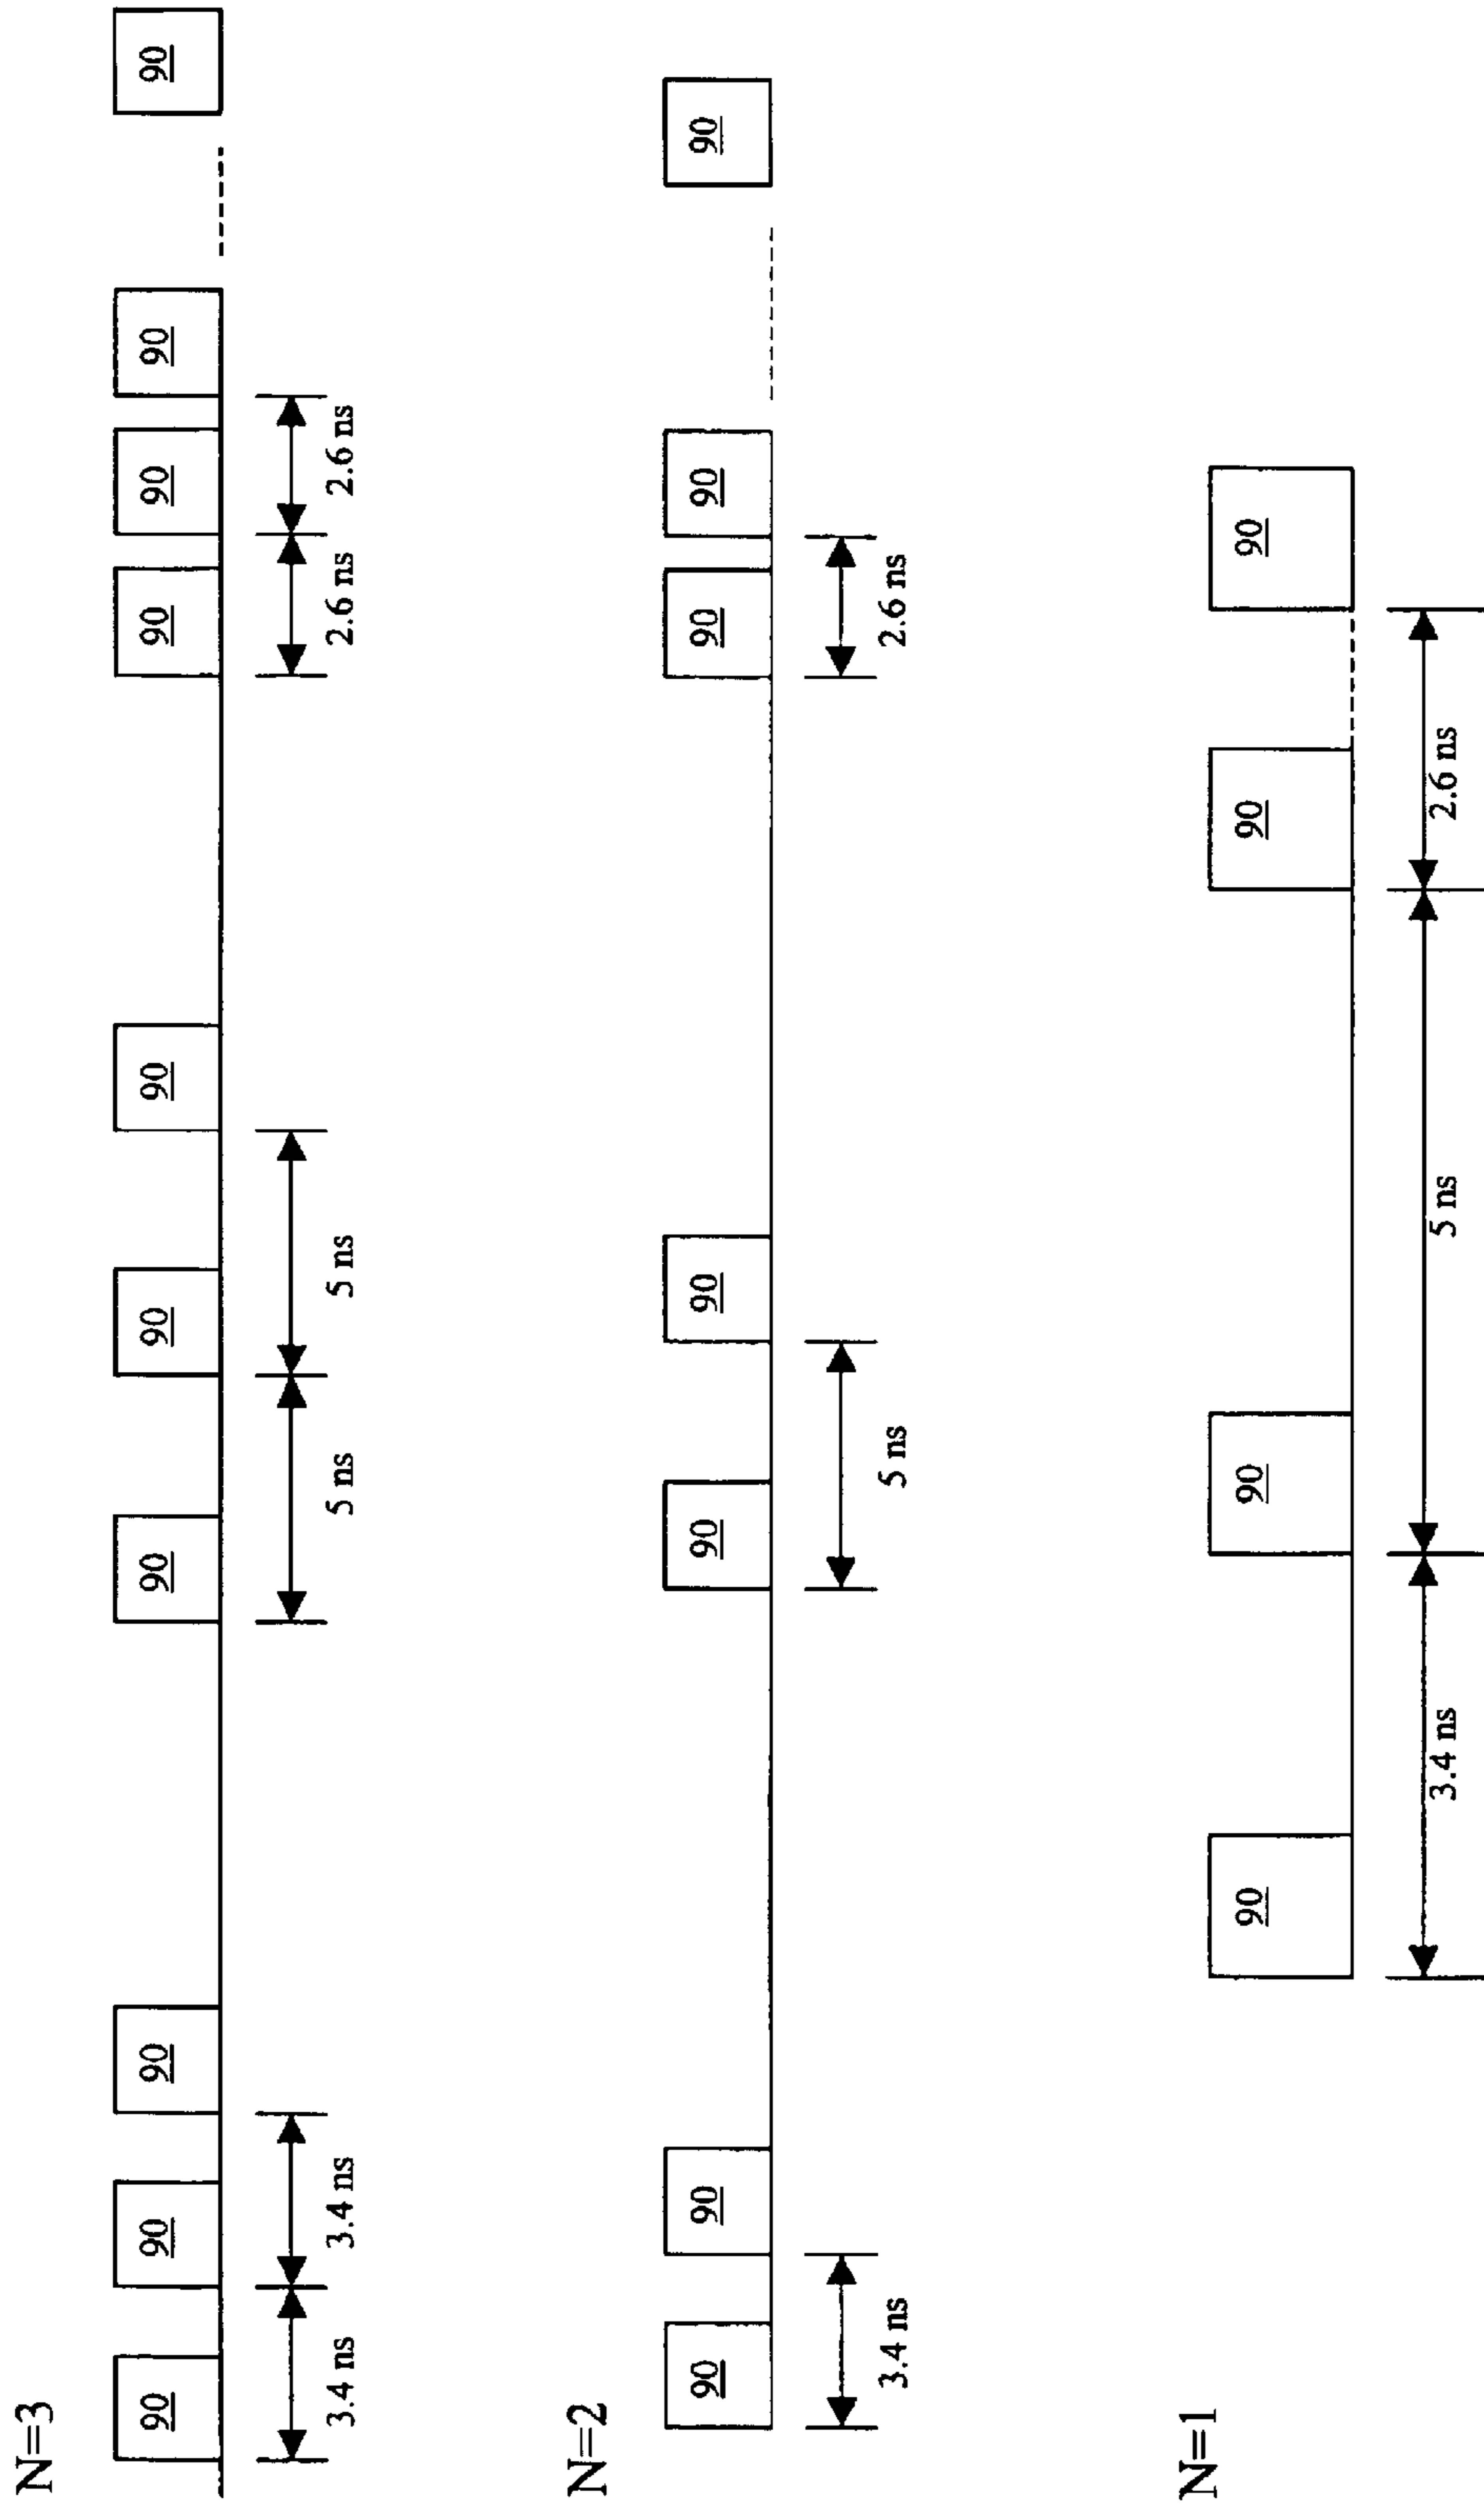 N=3
90 90 90 90 90 90 90 90 90 90
3.4 ns 3.4 ns 5 ns 5 ns 2.6 ns 2.6 ns
N=2
90 90 90 90 90 90 90
3.4 ns 5 ns 2.6 ns
N=1
90 90 90 90
3.4 ns 5 ns 2.6 ns